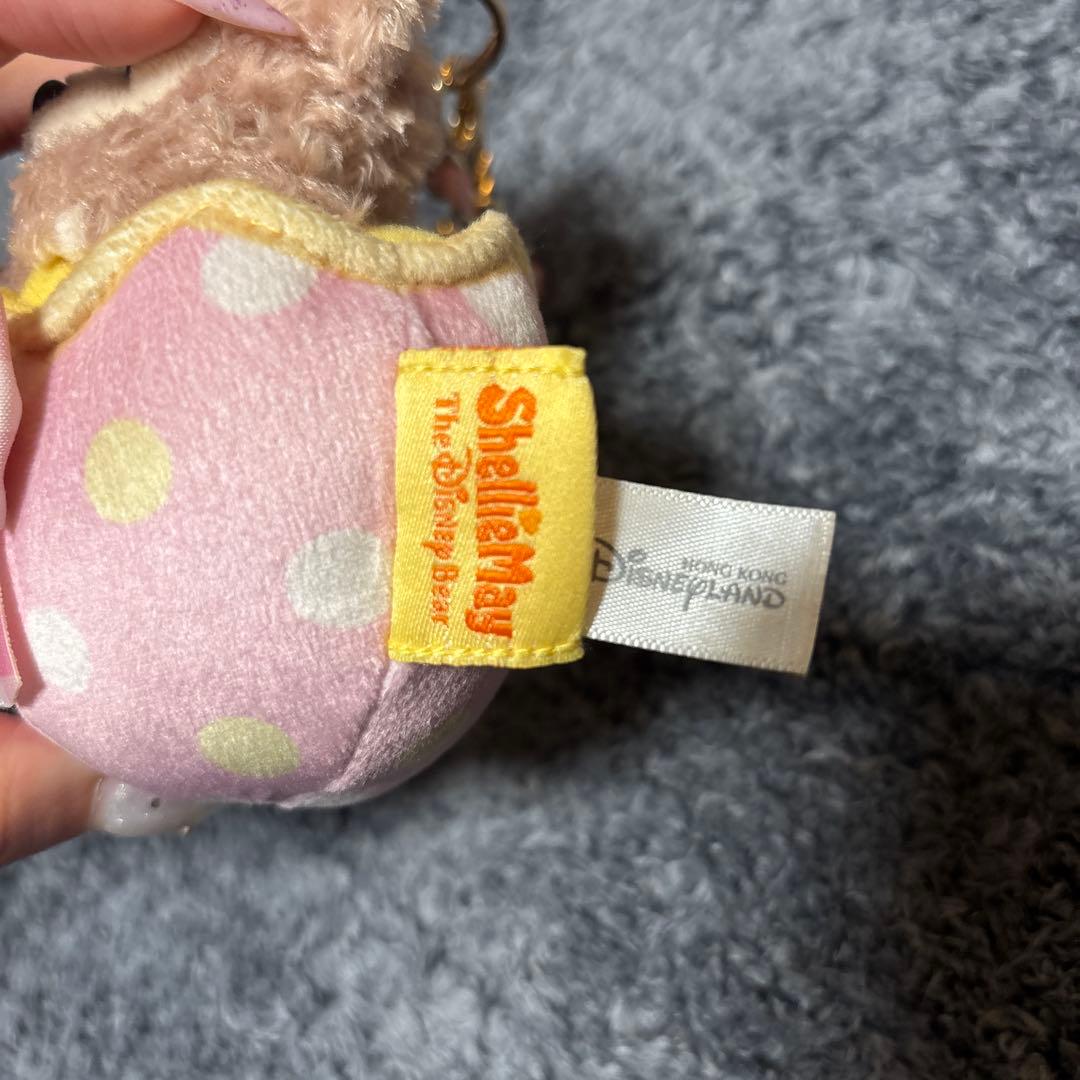 ShellieMay
The Disney Bear
HONG KONG
DISNEYLAND